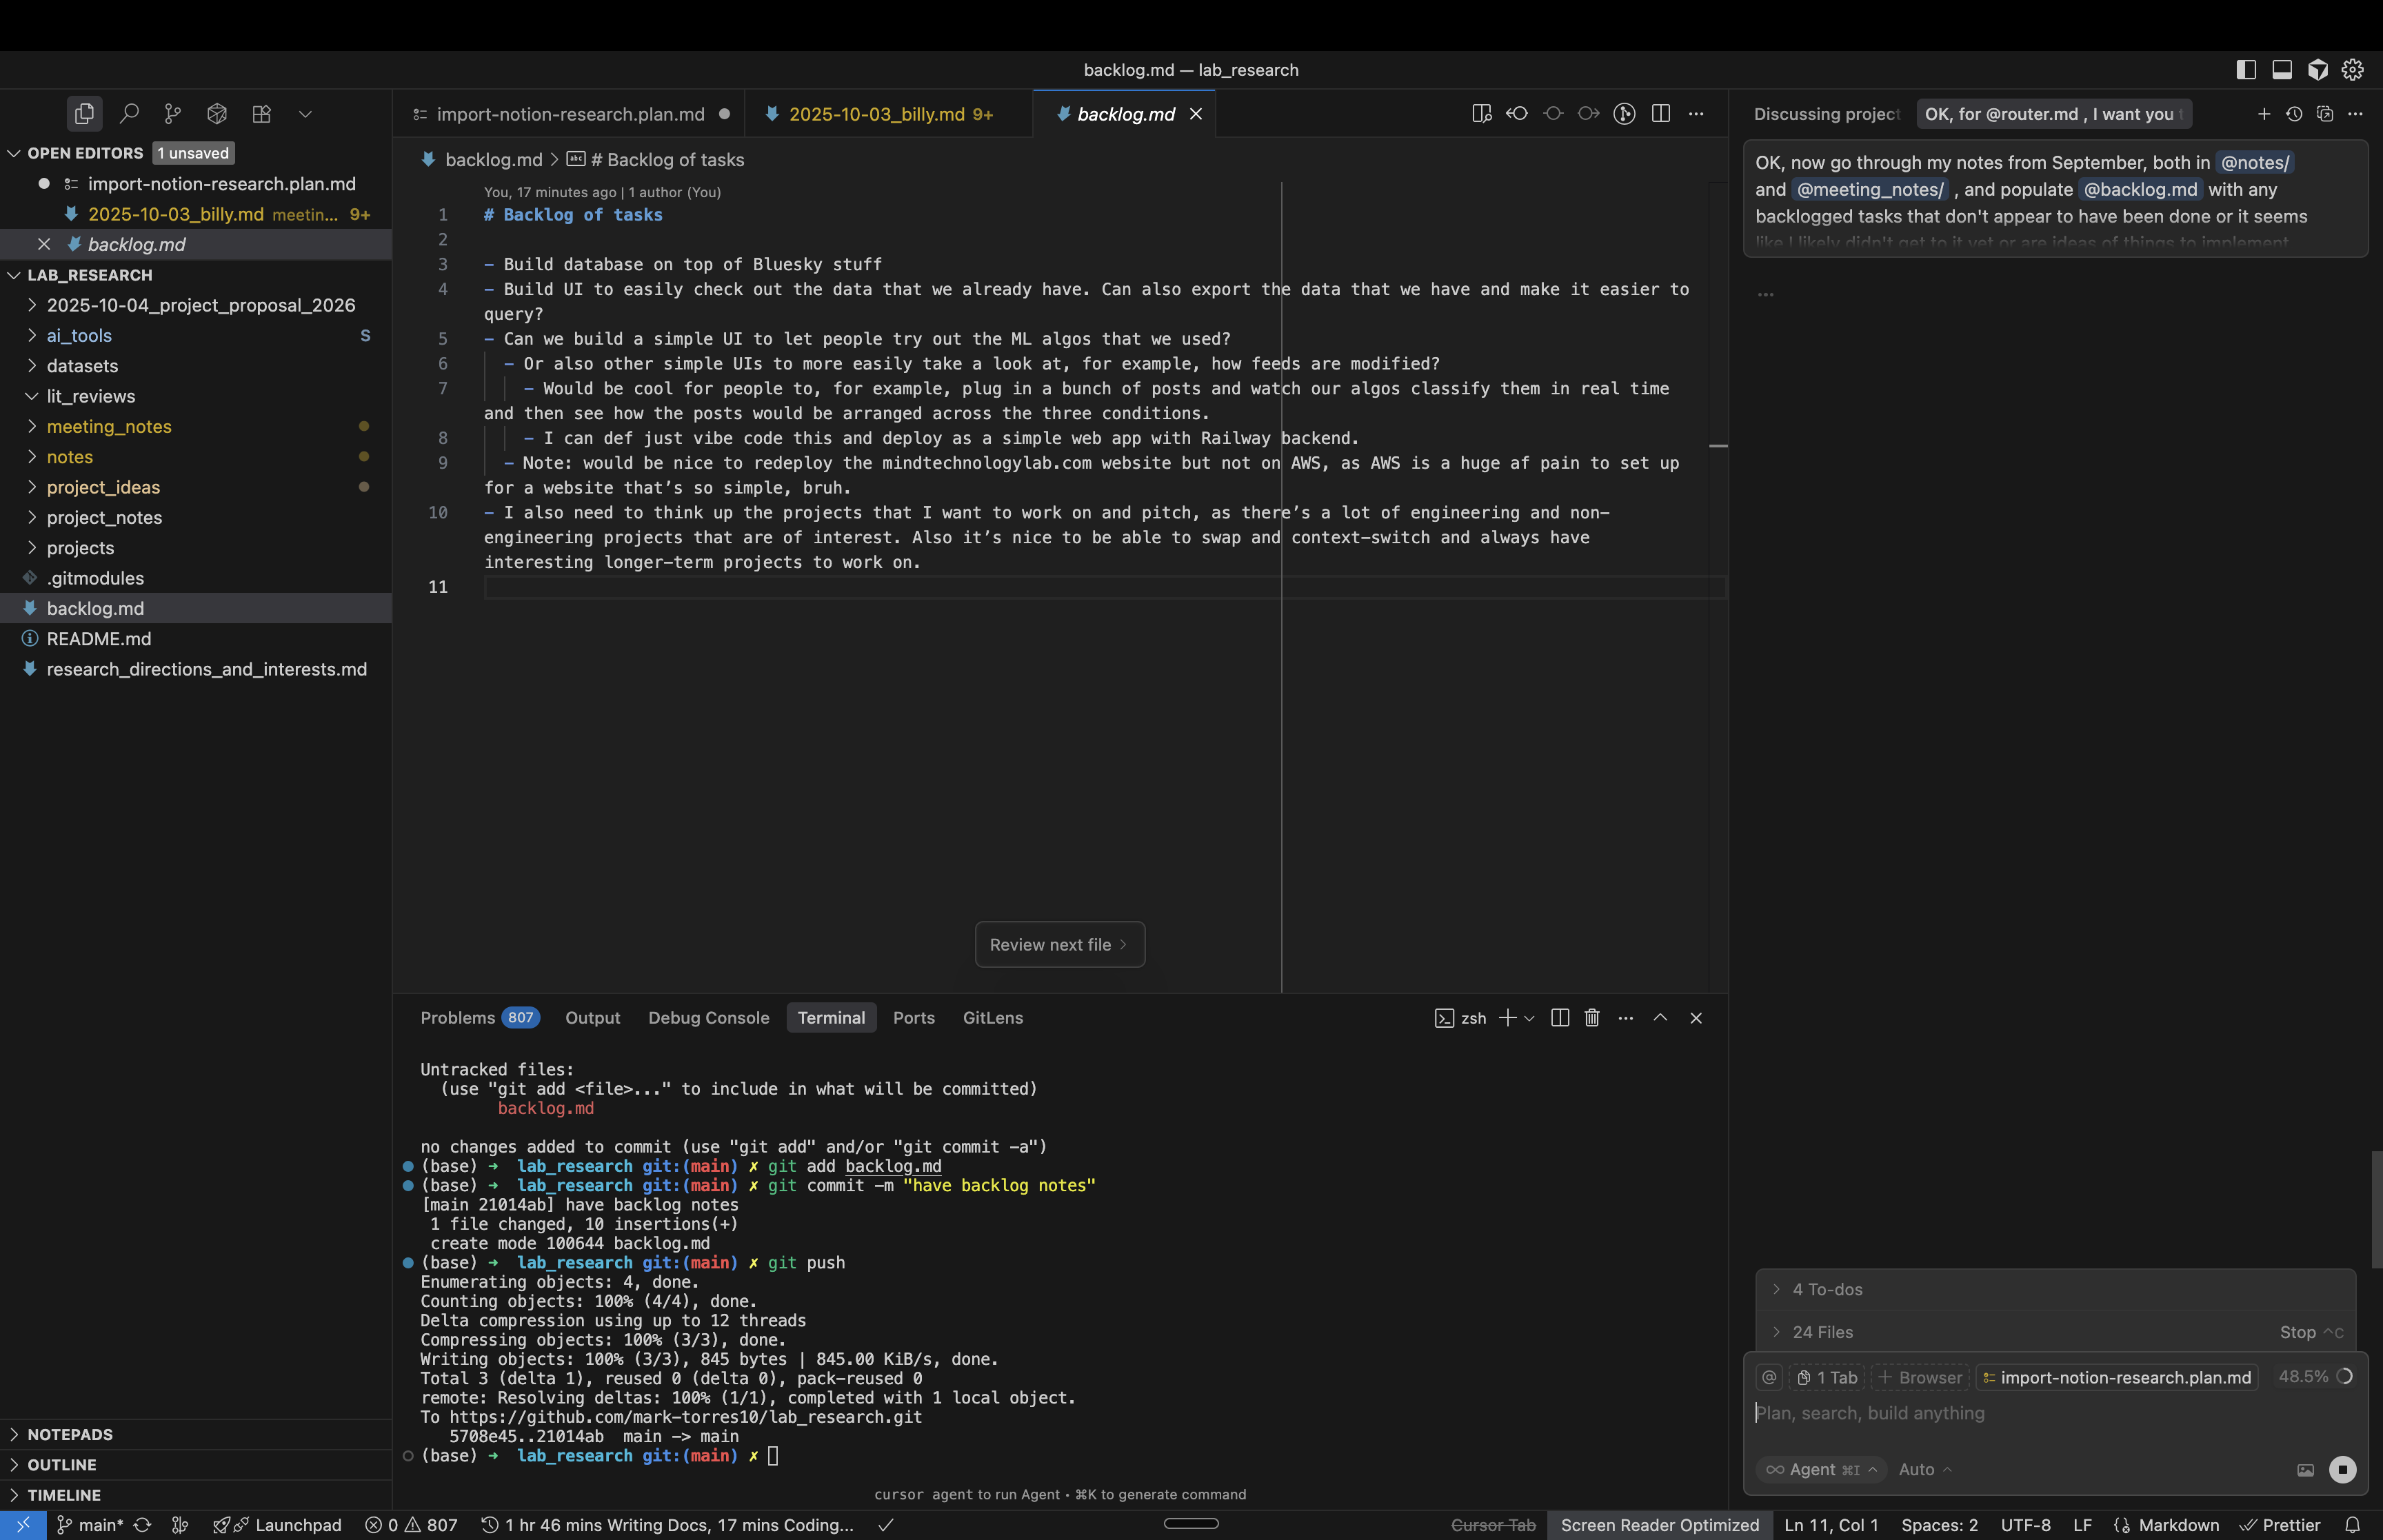 backlog.md — lab_research
OPEN EDITORS 1 unsaved
import-notion-research.plan.md
2025-10-03_billy.md meetin... 9+
backlog.md
LAB_RESEARCH
2025-10-04_project_proposal_2026
ai_tools S
datasets
lit_reviews
meeting_notes
notes
project_ideas
project_notes
projects
.gitmodules
backlog.md
README.md
research_directions_and_interests.md
NOTEPADS
OUTLINE
TIMELINE
import-notion-research.plan.md
2025-10-03_billy.md 9+
backlog.md
backlog.md > # Backlog of tasks
You, 17 minutes ago | 1 author (You)
1 # Backlog of tasks
2
3 - Build database on top of Bluesky stuff
4 - Build UI to easily check out the data that we already have. Can also export the data that we have and make it easier to
query?
5 - Can we build a simple UI to let people try out the ML algos that we used?
6 - Or also other simple UIs to more easily take a look at, for example, how feeds are modified?
7 - Would be cool for people to, for example, plug in a bunch of posts and watch our algos classify them in real time
and then see how the posts would be arranged across the three conditions.
8 - I can def just vibe code this and deploy as a simple web app with Railway backend.
9 - Note: would be nice to redeploy the mindtechnologylab.com website but not on AWS, as AWS is a huge af pain to set up
for a website that’s so simple, bruh.
10 - I also need to think up the projects that I want to work on and pitch, as there’s a lot of engineering and non-
engineering projects that are of interest. Also it’s nice to be able to swap and context-switch and always have
interesting longer-term projects to work on.
11
Review next file >
Problems 807 Output Debug Console Terminal Ports GitLens
zsh
Untracked files:
(use "git add <file>..." to include in what will be committed)
backlog.md
no changes added to commit (use "git add" and/or "git commit -a")
(base) ➜ lab_research git:(main) ✗ git add backlog.md
(base) ➜ lab_research git:(main) ✗ git commit -m "have backlog notes"
[main 21014ab] have backlog notes
1 file changed, 10 insertions(+)
create mode 100644 backlog.md
(base) ➜ lab_research git:(main) ✗ git push
Enumerating objects: 4, done.
Counting objects: 100% (4/4), done.
Delta compression using up to 12 threads
Compressing objects: 100% (3/3), done.
Writing objects: 100% (3/3), 845 bytes | 845.00 KiB/s, done.
Total 3 (delta 1), reused 0 (delta 0), pack-reused 0
remote: Resolving deltas: 100% (1/1), completed with 1 local object.
To https://github.com/mark-torres10/lab_research.git
5708e45..21014ab main -> main
(base) ➜ lab_research git:(main) ✗
cursor agent to run Agent • ⌘K to generate command
Discussing project OK, for @router.md , I want you
OK, now go through my notes from September, both in @notes/
and @meeting_notes/ , and populate @backlog.md with any
backlogged tasks that don't appear to have been done or it seems
like I likely didn't get to it yet or are ideas of things to implement
...
4 To-dos
24 Files Stop ^C
@ 1 Tab + Browser import-notion-research.plan.md 48.5%
Plan, search, build anything
Agent ⌘I Auto
main* Launchpad 0 807 1 hr 46 mins Writing Docs, 17 mins Coding... Cursor Tab Screen Reader Optimized Ln 11, Col 1 Spaces: 2 UTF-8 LF Markdown Prettier